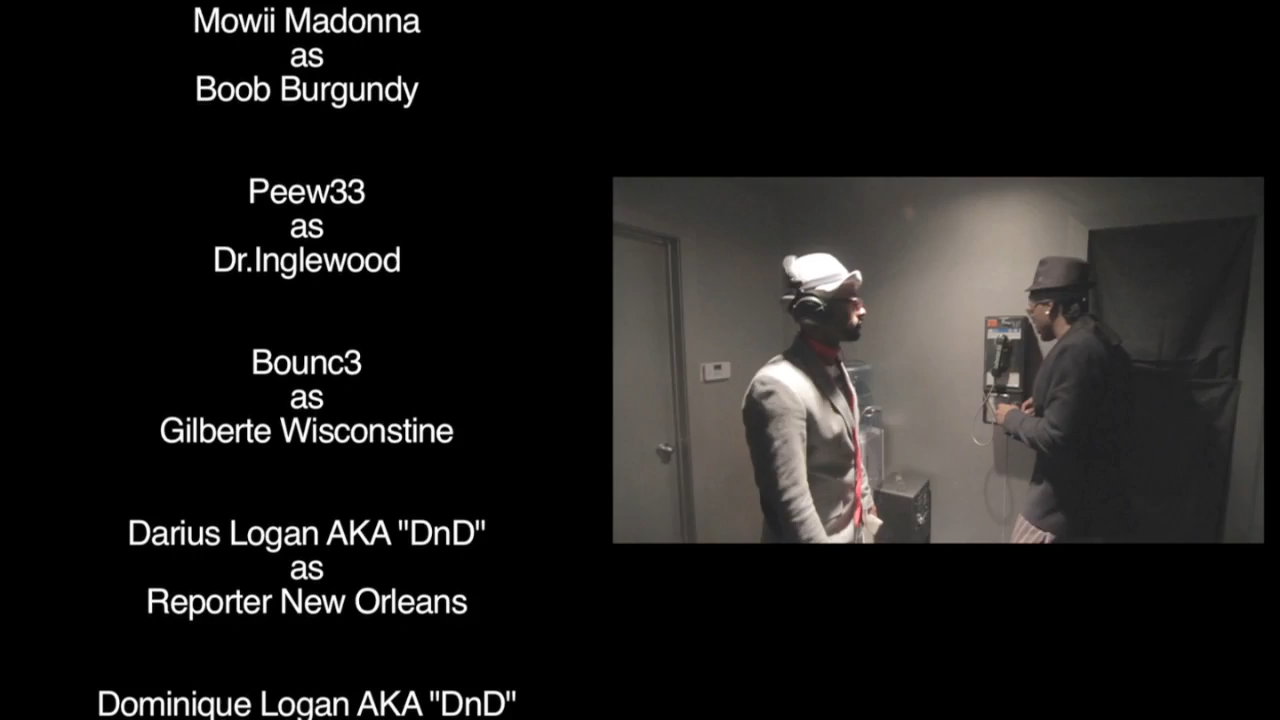 Mowii Madonna
as
Boob Burgundy
Peew33
as
Dr.Inglewood
Bounc3
as
Gilberte Wisconstine
Darius Logan AKA "DnD"
as
Reporter New Orleans
Dominique Logan AKA "DnD"